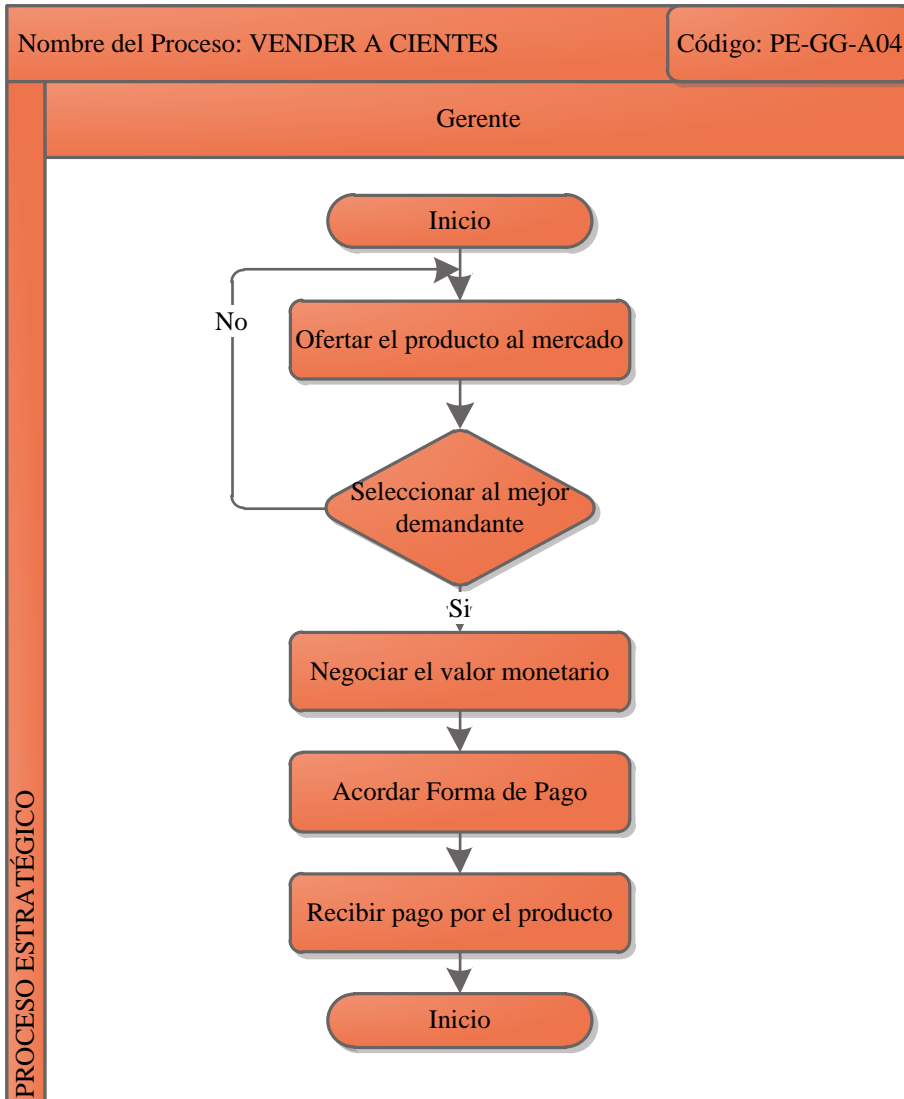 Nombre del Proceso: VENDER A CIENTES
Código: PE-GG-A04
Gerente
PROCESO ESTRATÉGICO
Inicio
No
Ofertar el producto al mercado
Seleccionar al mejor
demandante
Si
Negociar el valor monetario
Acordar Forma de Pago
Recibir pago por el producto
Inicio